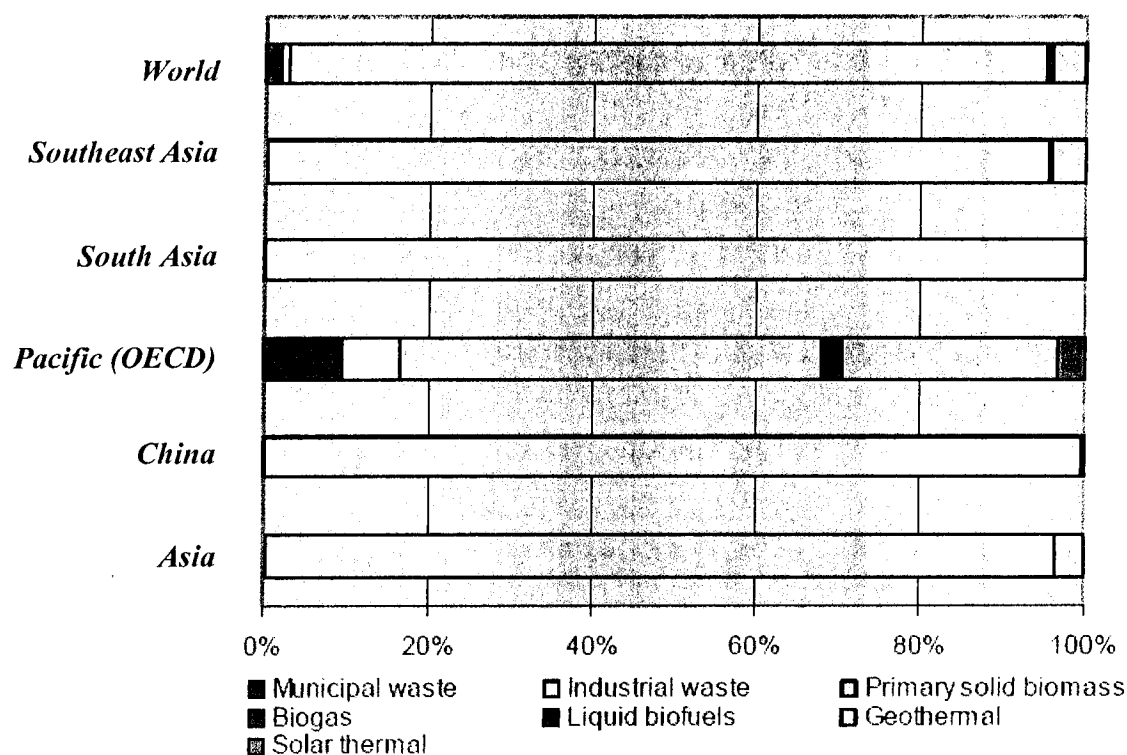 World
Southeast Asia
South Asia
Pacific (OECD)
China
Asia
0% 20% 40% 60% 80% 100%
Municipal waste Industrial waste Primary solid biomass
Biogas Liquid biofuels Geothermal
Solar thermal